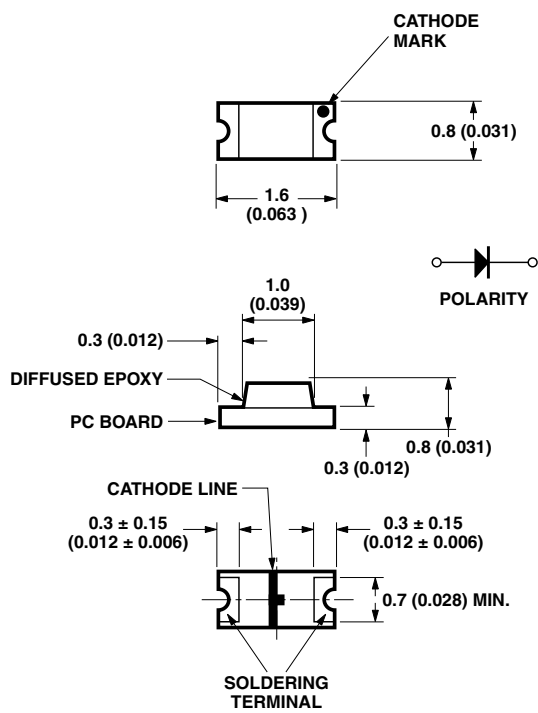 CATHODE
MARK
0.8 (0.031)
1.6
(0.063 )
POLARITY
1.0
(0.039)
0.3 (0.012)
DIFFUSED EPOXY
PC BOARD
0.8 (0.031)
0.3 (0.012)
CATHODE LINE
0.3 ± 0.15
(0.012 ± 0.006)
0.3 ± 0.15
(0.012 ± 0.006)
0.7 (0.028) MIN.
SOLDERING
TERMINAL